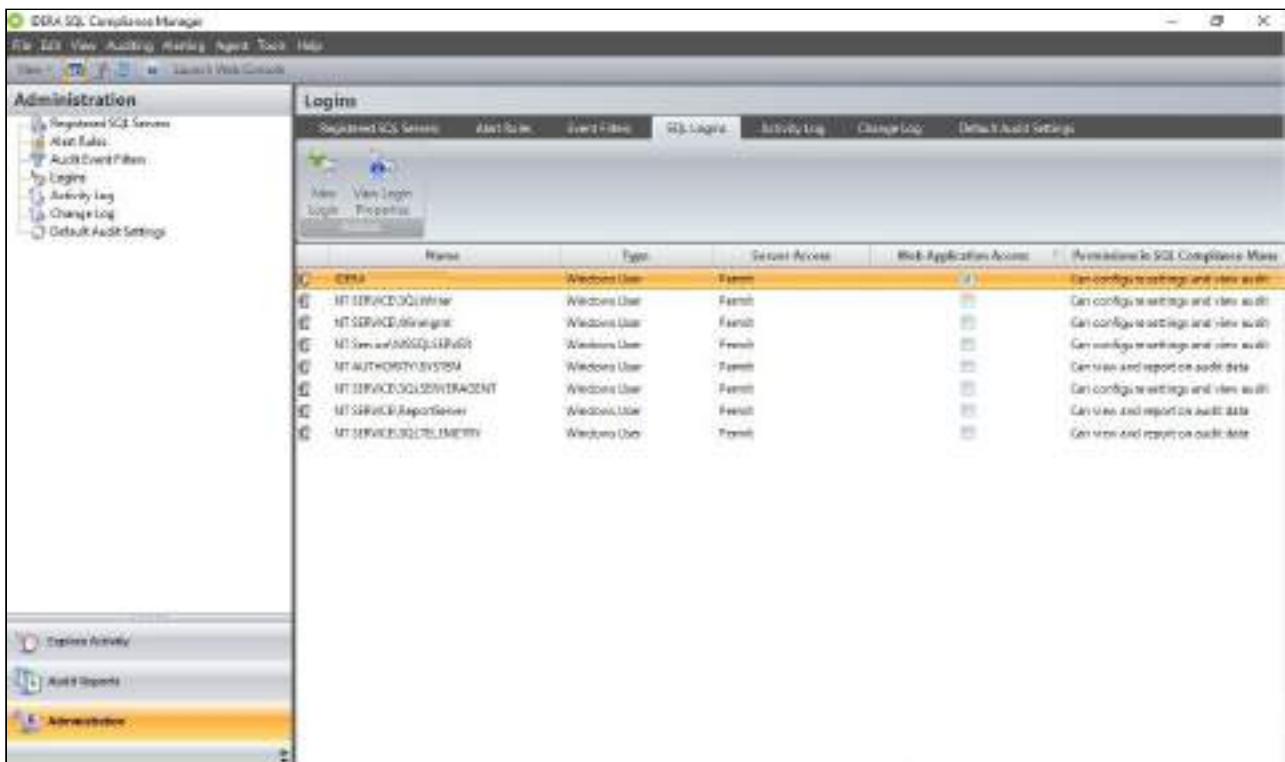 IDERA SQL Compliance Manager
File Edit View Auditing Alerting Agent Tools Help
View Launch Web Console
Administration
Registered SQL Servers
Alert Rules
Audit Event Filters
Logins
Activity Log
Change Log
Default Audit Settings
Explore Activity
Audit Reports
Administration
Logins
Registered SQL Servers Alert Rules Event Filters SQL Logins Activity Log Change Log Default Audit Settings
New Login
View Login Properties
Name Type Server Access Web Application Access Permissions in SQL Compliance Mana
IDERA Windows User Permit Can configure settings and view audit
NT SERVICE\SQLWriter Windows User Permit Can configure settings and view audit
NT SERVICE\Winmgmt Windows User Permit Can configure settings and view audit
NT Service\MSSQLSERVER Windows User Permit Can configure settings and view audit
NT AUTHORITY\SYSTEM Windows User Permit Can view and report on audit data
NT SERVICE\SQLSERVERAGENT Windows User Permit Can configure settings and view audit
NT SERVICE\ReportServer Windows User Permit Can view and report on audit data
NT SERVICE\SQLTELEMETRY Windows User Permit Can view and report on audit data